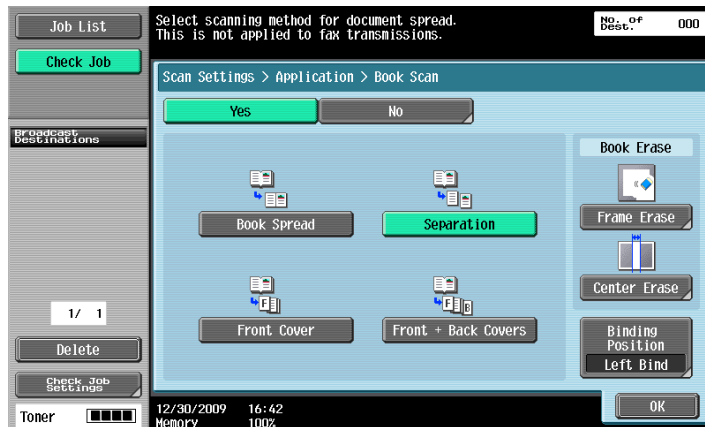 Job List
Check Job
Broadcast
Destinations
1/ 1
Delete
Check Job
Settings
Toner
Select scanning method for document spread.
This is not applied to fax transmissions.
No. of
Dest.
000
Scan Settings > Application > Book Scan
Yes
No
Book Spread
Separation
F
Front Cover
F
B
Front + Back Covers
Book Erase
Frame Erase
Center Erase
Binding
Position
Left Bind
OK
12/30/2009 16:42
Memory 100%